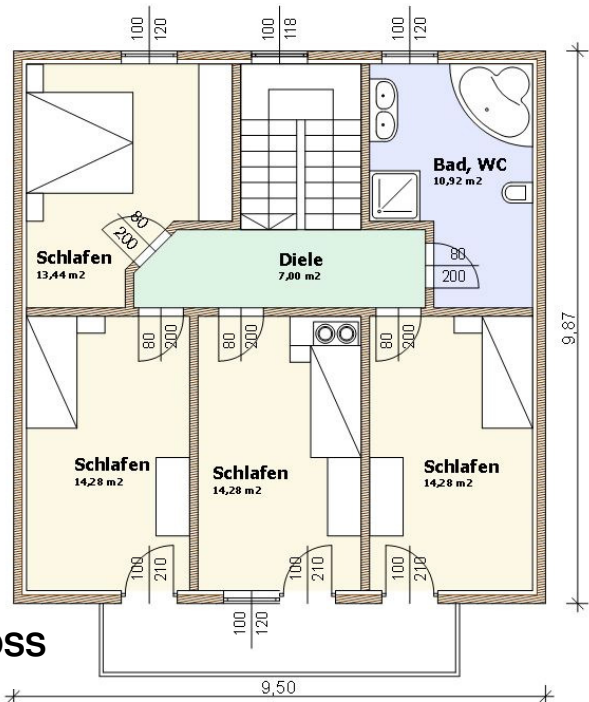 100 120
100 118
100 120
Bad, WC
10,92 m2
80
200
Schlafen
13,44 m2
Diele
7,00 m2
80
200
9,87
80 200
80 200
80 200
Schlafen
14,28 m2
Schlafen
14,28 m2
Schlafen
14,28 m2
100 210
100 210
100 210
100 120
OSS
9,50